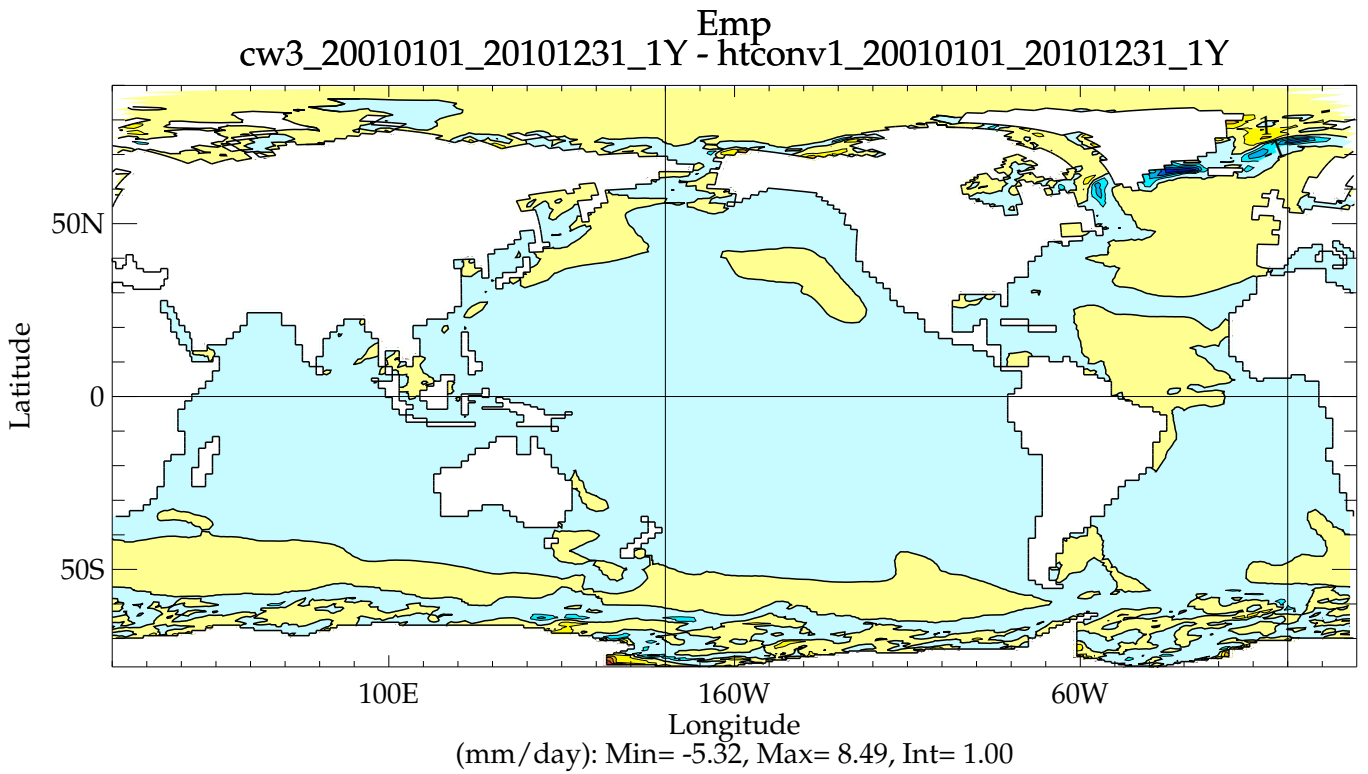 Emp
cw3_20010101_20101231_1Y - htconv1_20010101_20101231_1Y
1
50N
0
50S
Latitude
100E 160W 60W
Longitude
(mm/day): Min= -5.32, Max= 8.49, Int= 1.00